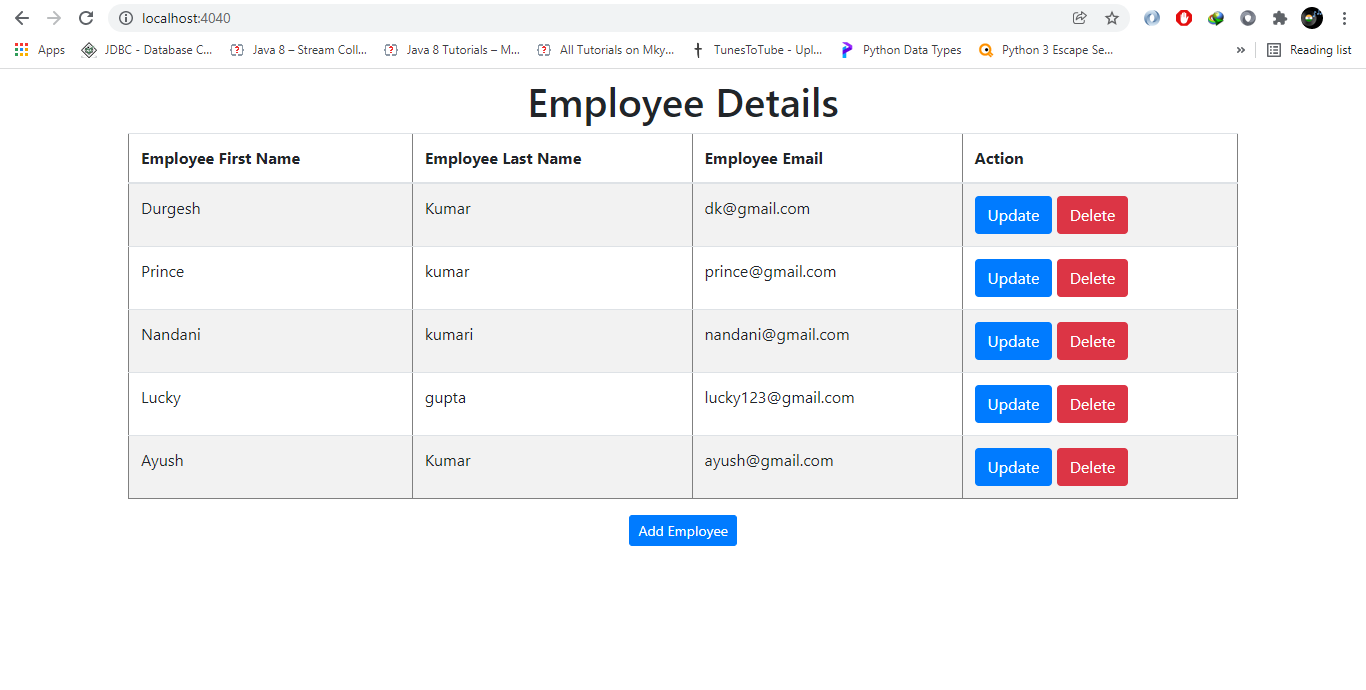 localhost:4040
Apps JDBC - Database C... Java 8 – Stream Coll... Java 8 Tutorials – M... All Tutorials on Mky... TunesToTube - Upl... Python Data Types Python 3 Escape Se... » Reading list
Employee Details
Employee First Name Employee Last Name Employee Email Action
Durgesh Kumar dk@gmail.com Update Delete
Prince kumar prince@gmail.com Update Delete
Nandani kumari nandani@gmail.com Update Delete
Lucky gupta lucky123@gmail.com Update Delete
Ayush Kumar ayush@gmail.com Update Delete
Add Employee